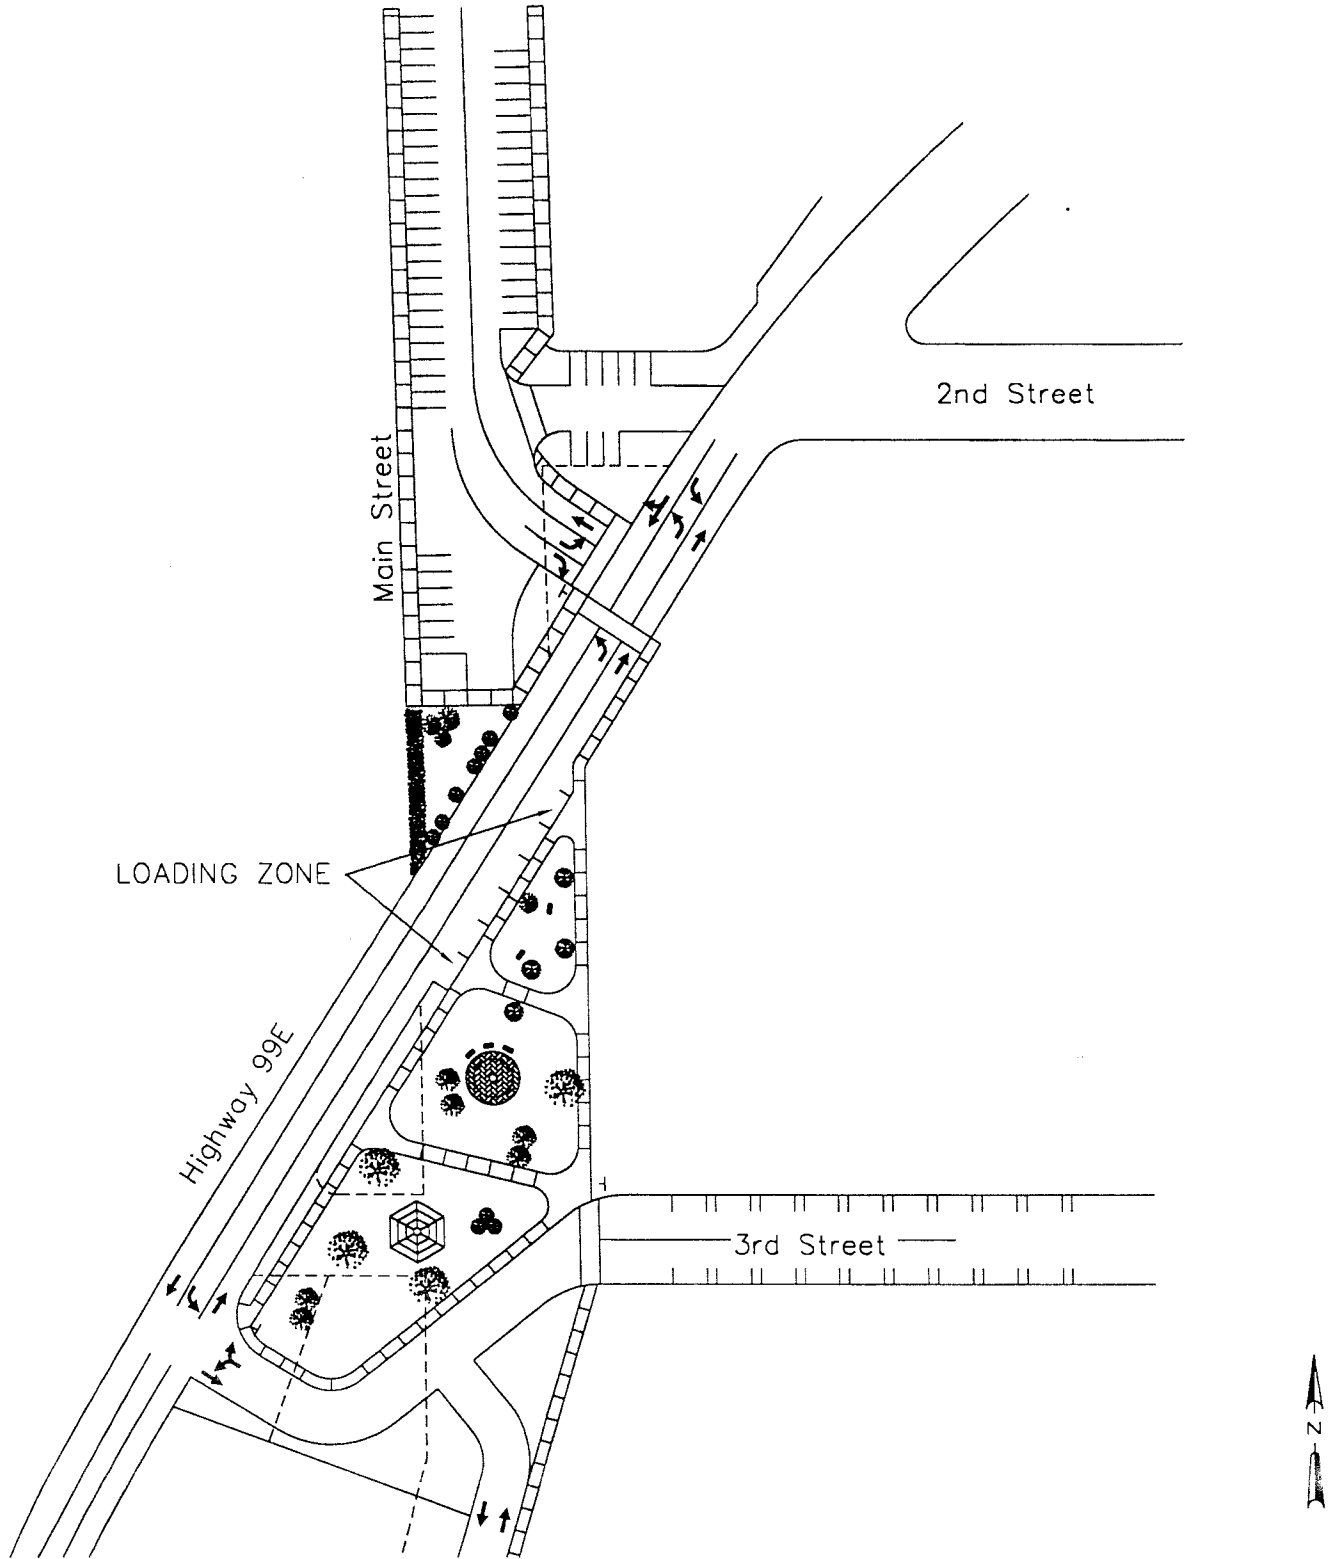 2nd Street
Main Street
LOADING ZONE
Highway 99E
3rd Street
N